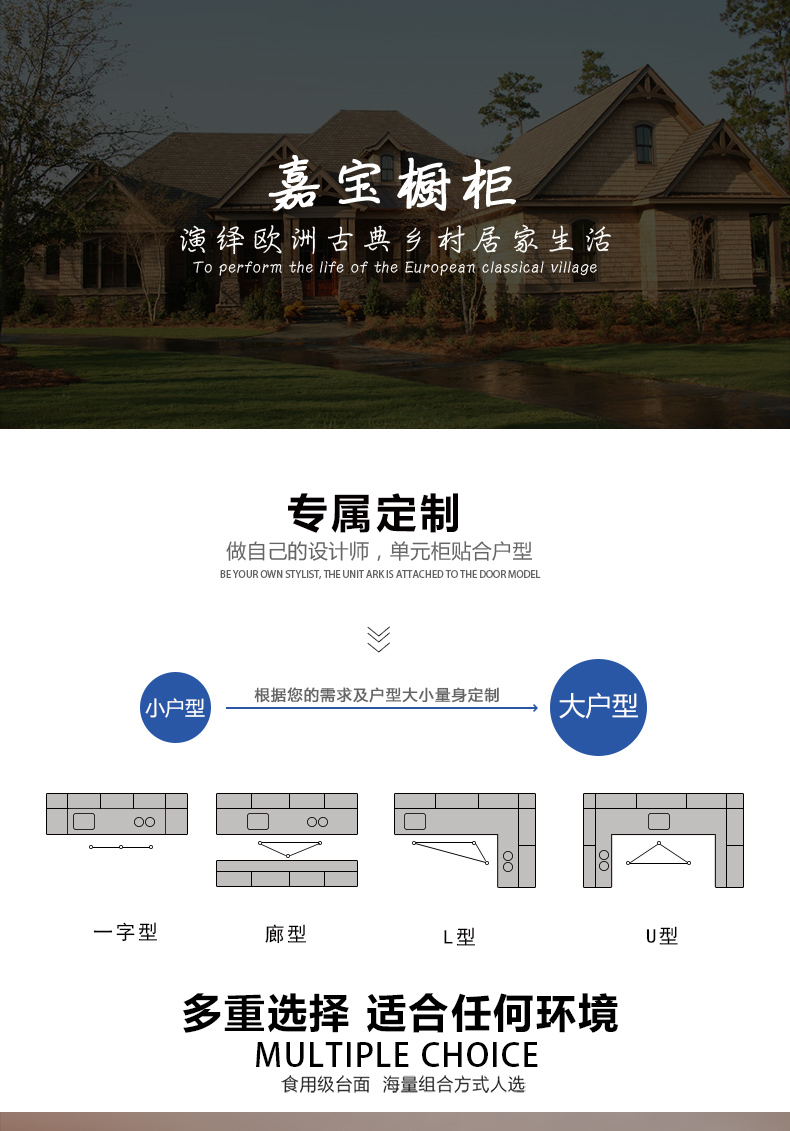 嘉宝橱柜
演绎欧洲古典乡村居家生活
To perform the life of the European classical village
专属定制
做自己的设计师，单元柜贴合户型
BE YOUR OWN STYLIST, THE UNIT ARK IS ATTACHED TO THE DOOR MODEL
小户型
根据您的需求及户型大小量身定制
大户型
一字型
廊型
L型
U型
多重选择 适合任何环境
MULTIPLE CHOICE
食用级台面 海量组合方式人选